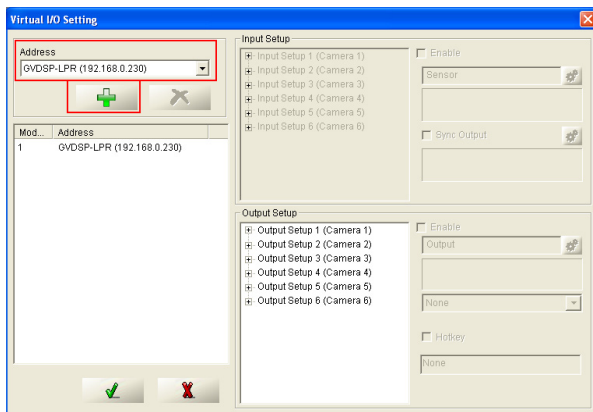 Virtual I/O Setting
Address
GVDSP-LPR (192.168.0.230)
Mod... Address
1 GVDSP-LPR (192.168.0.230)
Input Setup
Input Setup 1 (Camera 1)
Input Setup 2 (Camera 2)
Input Setup 3 (Camera 3)
Input Setup 4 (Camera 4)
Input Setup 5 (Camera 5)
Input Setup 6 (Camera 6)
Enable
Sensor
Sync Output
Output Setup
Output Setup 1 (Camera 1)
Output Setup 2 (Camera 2)
Output Setup 3 (Camera 3)
Output Setup 4 (Camera 4)
Output Setup 5 (Camera 5)
Output Setup 6 (Camera 6)
Enable
Output
None
Hotkey
None